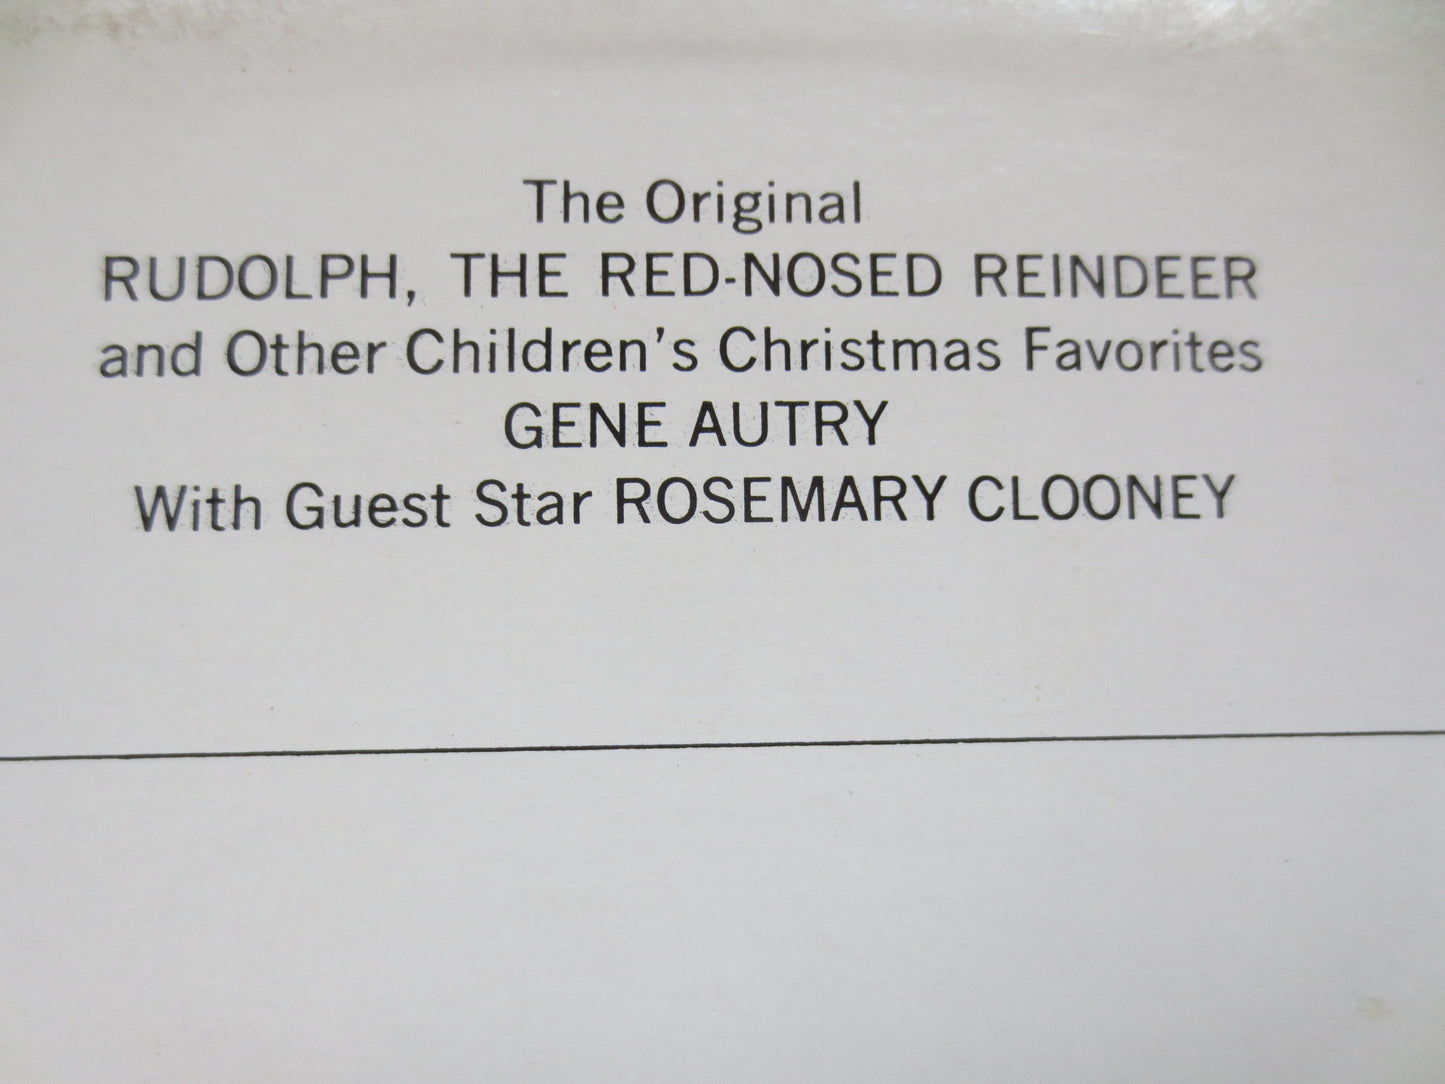 The Original
RUDOLPH, THE RED-NOSED REINDEER
and Other Children's Christmas Favorites
GENE AUTRY
With Guest Star ROSEMARY CLOONEY